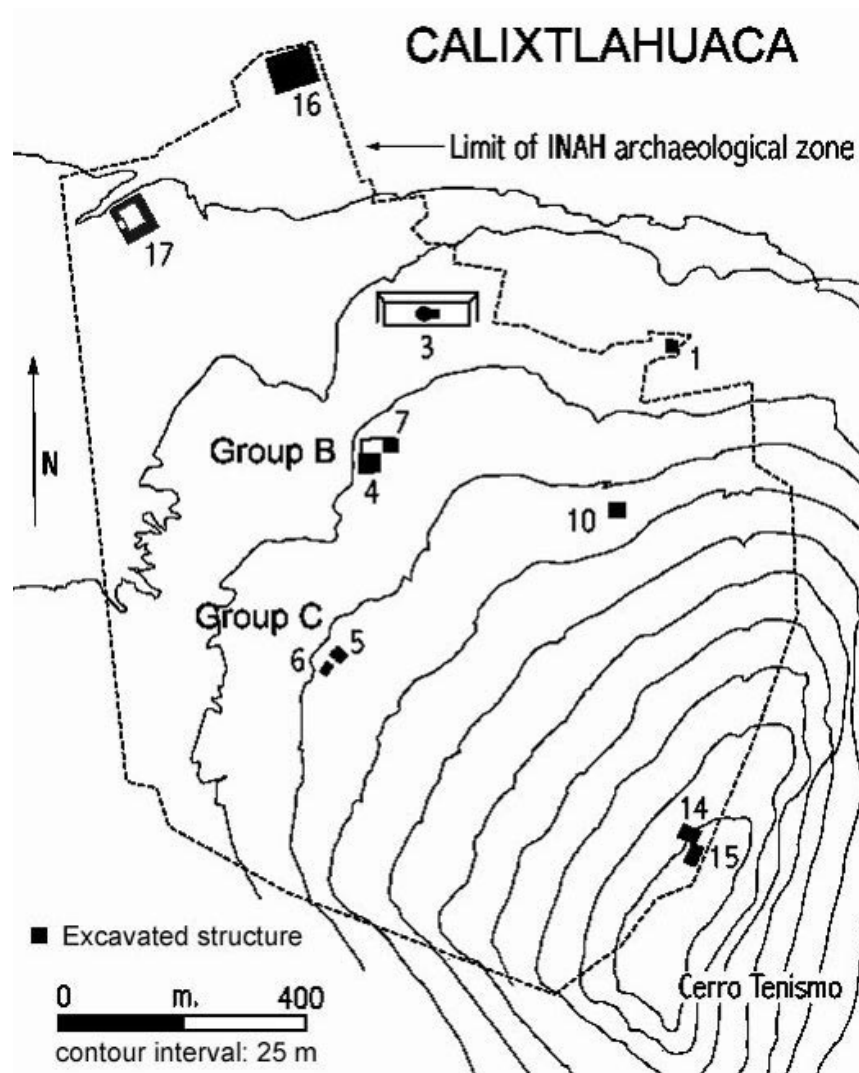 CALIXTLAHUACA
16
Limit of INAH archaeological zone
17
3
1
7
Group B
N
4
10
Group C
5
6
14
15
Excavated structure
Cerro Tenismo
0 m. 400
contour interval: 25 m